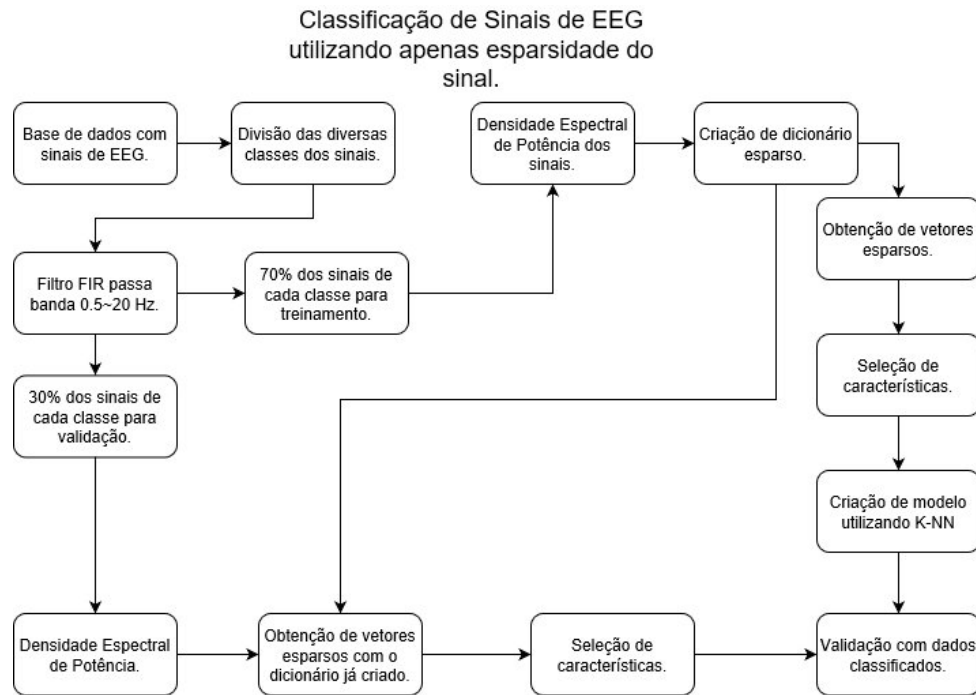 Classificação de Sinais de EEG
utilizando apenas esparsidade do
sinal.
Base de dados com
sinais de EEG.
Divisão das diversas
classes dos sinais.
Densidade Espectral
de Potência dos
sinais.
Criação de dicionário
esparso.
Obtenção de vetores
esparsos.
Filtro FIR passa
banda 0.5~20 Hz.
70% dos sinais de
cada classe para
treinamento.
30% dos sinais de
cada classe para
validação.
Seleção de
características.
Criação de modelo
utilizando K-NN
Densidade Espectral
de Potência.
Obtenção de vetores
esparsos com o
dicionário já criado.
Seleção de
características.
Validação com dados
classificados.